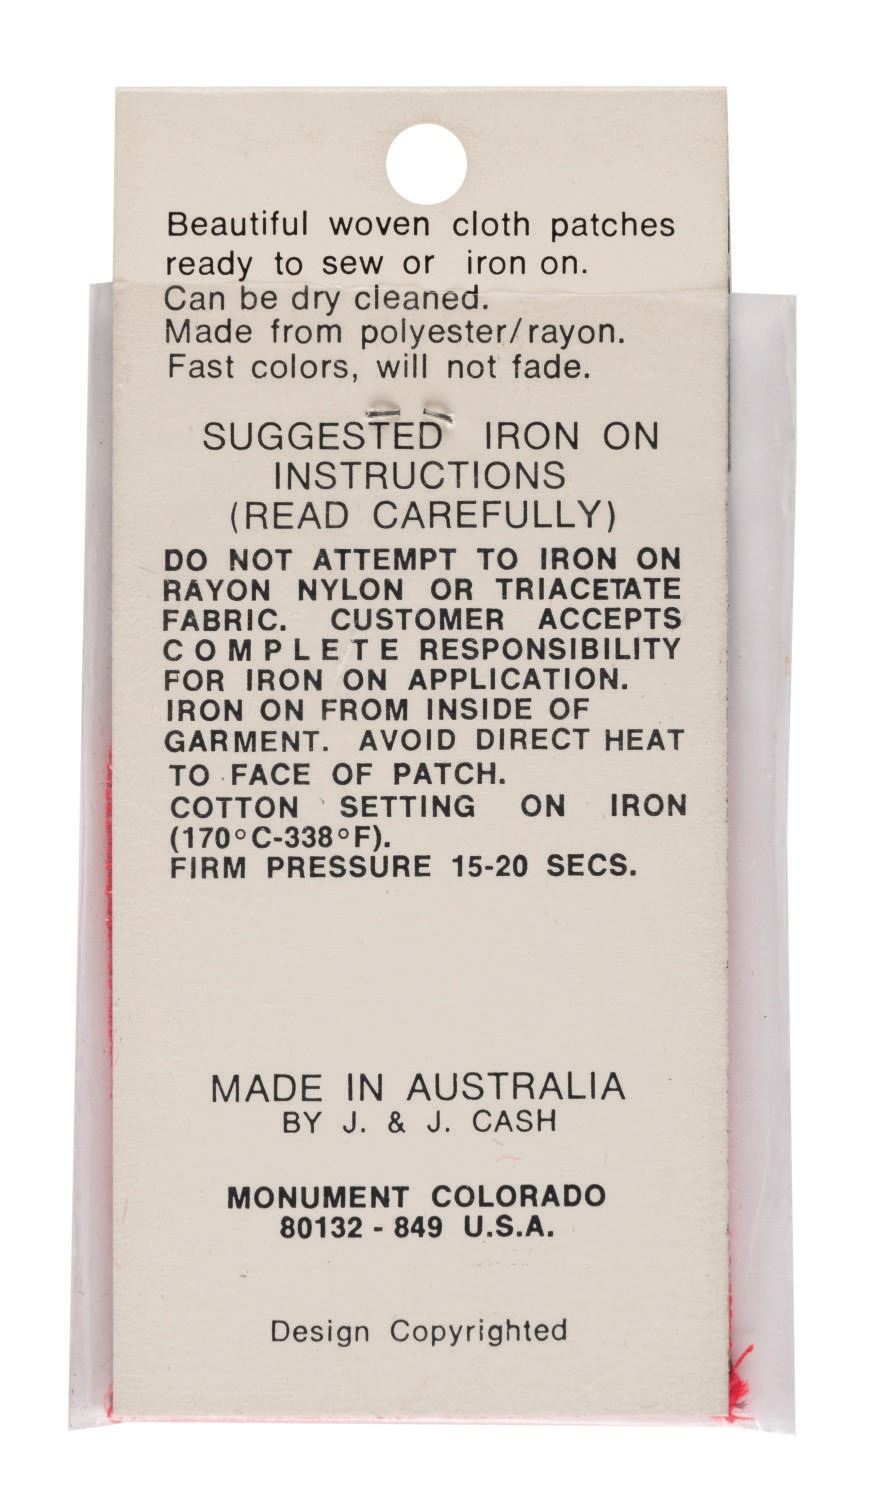 Beautiful woven cloth patches
ready to sew or iron on.
Can be dry cleaned.
Made from polyester/rayon.
Fast colors, will not fade.
SUGGESTED IRON ON
INSTRUCTIONS
(READ CAREFULLY)
DO NOT ATTEMPT TO IRON ON
RAYON NYLON OR TRIACETATE
FABRIC. CUSTOMER ACCEPTS
COMPLETE RESPONSIBILITY
FOR IRON ON APPLICATION.
IRON ON FROM INSIDE OF
GARMENT. AVOID DIRECT HEAT
TO FACE OF PATCH.
COTTON SETTING ON IRON
(170°C-338°F).
FIRM PRESSURE 15-20 SECS.
MADE IN AUSTRALIA
BY J. & J. CASH
MONUMENT COLORADO
80132 - 849 U.S.A.
Design Copyrighted